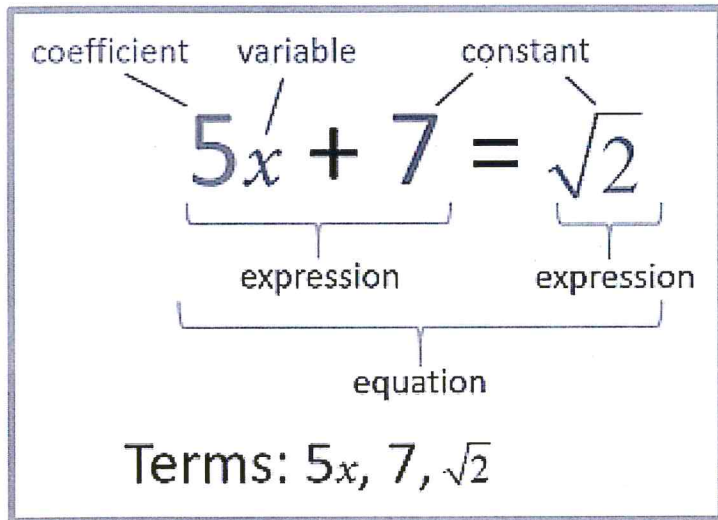 coefficient variable constant
5x + 7 = √2
expression expression
equation
Terms: 5x, 7, √2